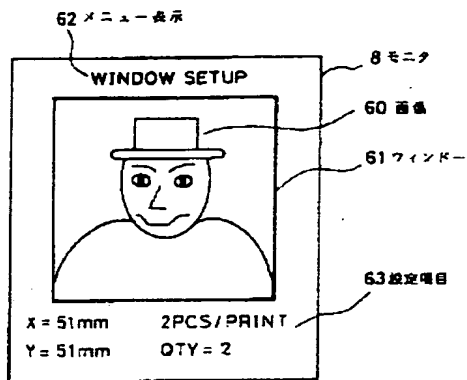 62 メニュー表示
8 モニタ
WINDOW SETUP
60 画像
61 ウィンドー
63 設定項目
X = 51mm 2PCS/PRINT
Y = 51mm QTY = 2